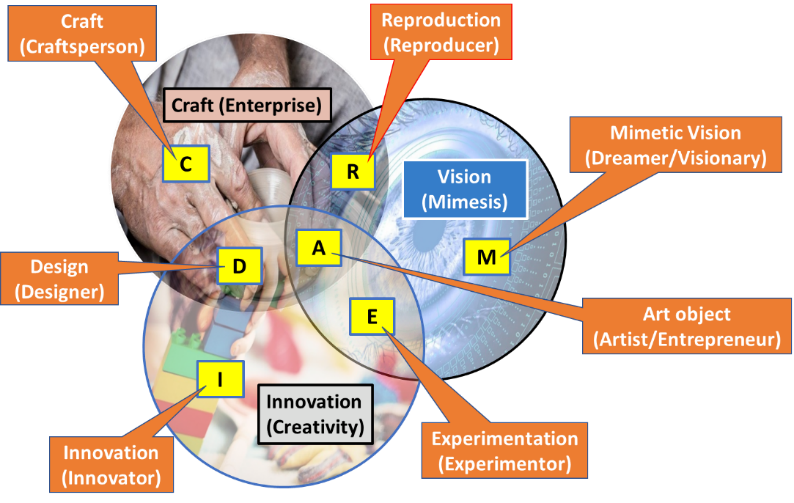 Craft
(Craftsperson)
Reproduction
(Reproducer)
Craft (Enterprise)
Mimetic Vision
(Dreamer/Visionary)
C
R
Vision
(Mimesis)
D
A
M
Design
(Designer)
E
Art object
(Artist/Entrepreneur)
I
Innovation
(Creativity)
Innovation
(Innovator)
Experimentation
(Experimentor)